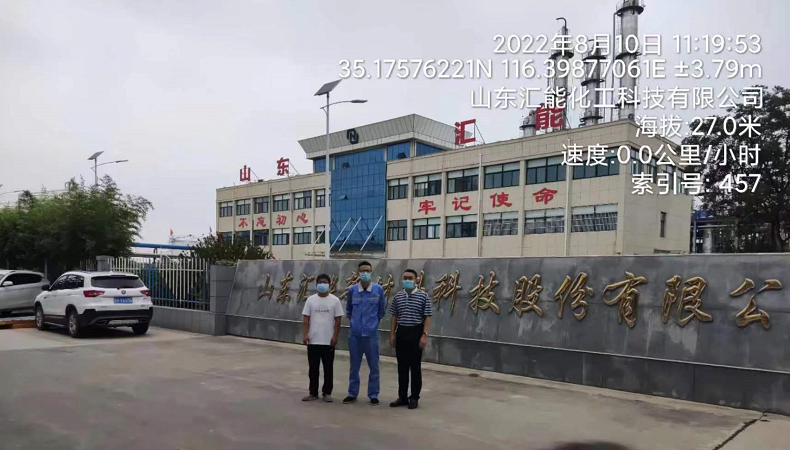 2022年8月10日 11:19:53
35.17576221N 116.39877061E ±3.79m
山东汇能化工科技有限公司
海拔:27.0米
速度:0.0公里/小时
索引号: 457
山东 汇能
不忘初心 牢记使命
山东汇 科技股份有限公